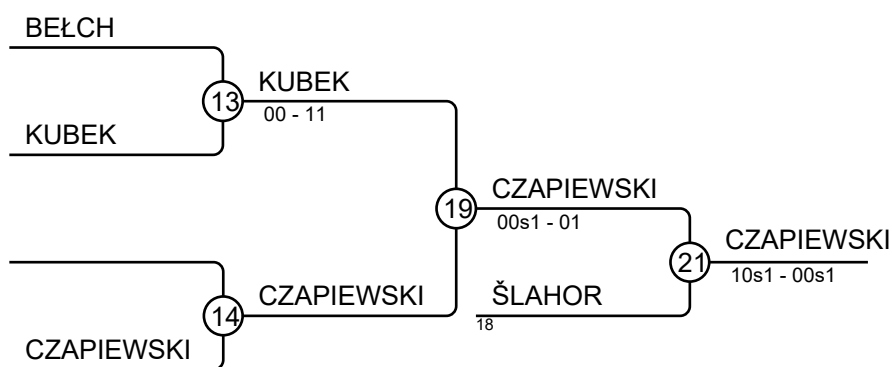 BEŁCH
KUBEK
13
00 - 11
KUBEK
CZAPIEWSKI
19
00s1 - 01
CZAPIEWSKI
21
10s1 - 00s1
14
CZAPIEWSKI
ŠLAHOR
18
CZAPIEWSKI